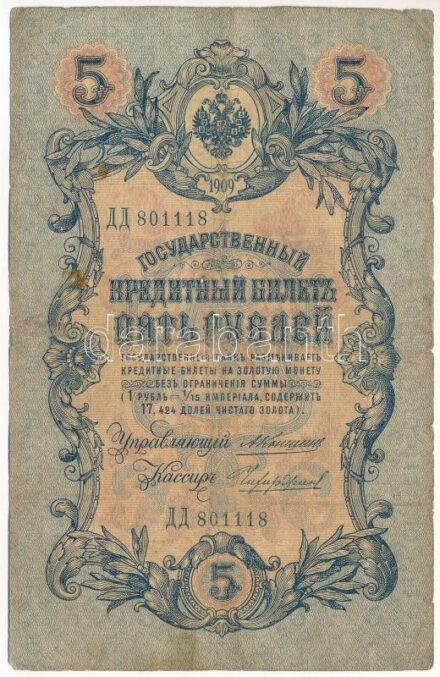 5 5
1909
ДД 801118
ГОСУДАРСТВЕННЫЙ
КРЕДИТНЫЙ БИЛЕТЪ
ПЯТЬ РУБЛЕЙ
darabanth
ГОСУДАРСТВЕННЫЙ БАНКЪ РАЗМѢНИВАЕТЪ
КРЕДИТНЫЕ БИЛЕТЫ НА ЗОЛОТУЮ МОНЕТУ
БЕЗЪ ОГРАНИЧЕНІЯ СУММЫ
(1 РУБЛЬ = 1/15 ИМПЕРІАЛА, СОДЕРЖИТЪ
17, 424 ДОЛЕЙ ЧИСТАГО ЗОЛОТА).
Управляющій
Кассиръ
ДД 801118
5